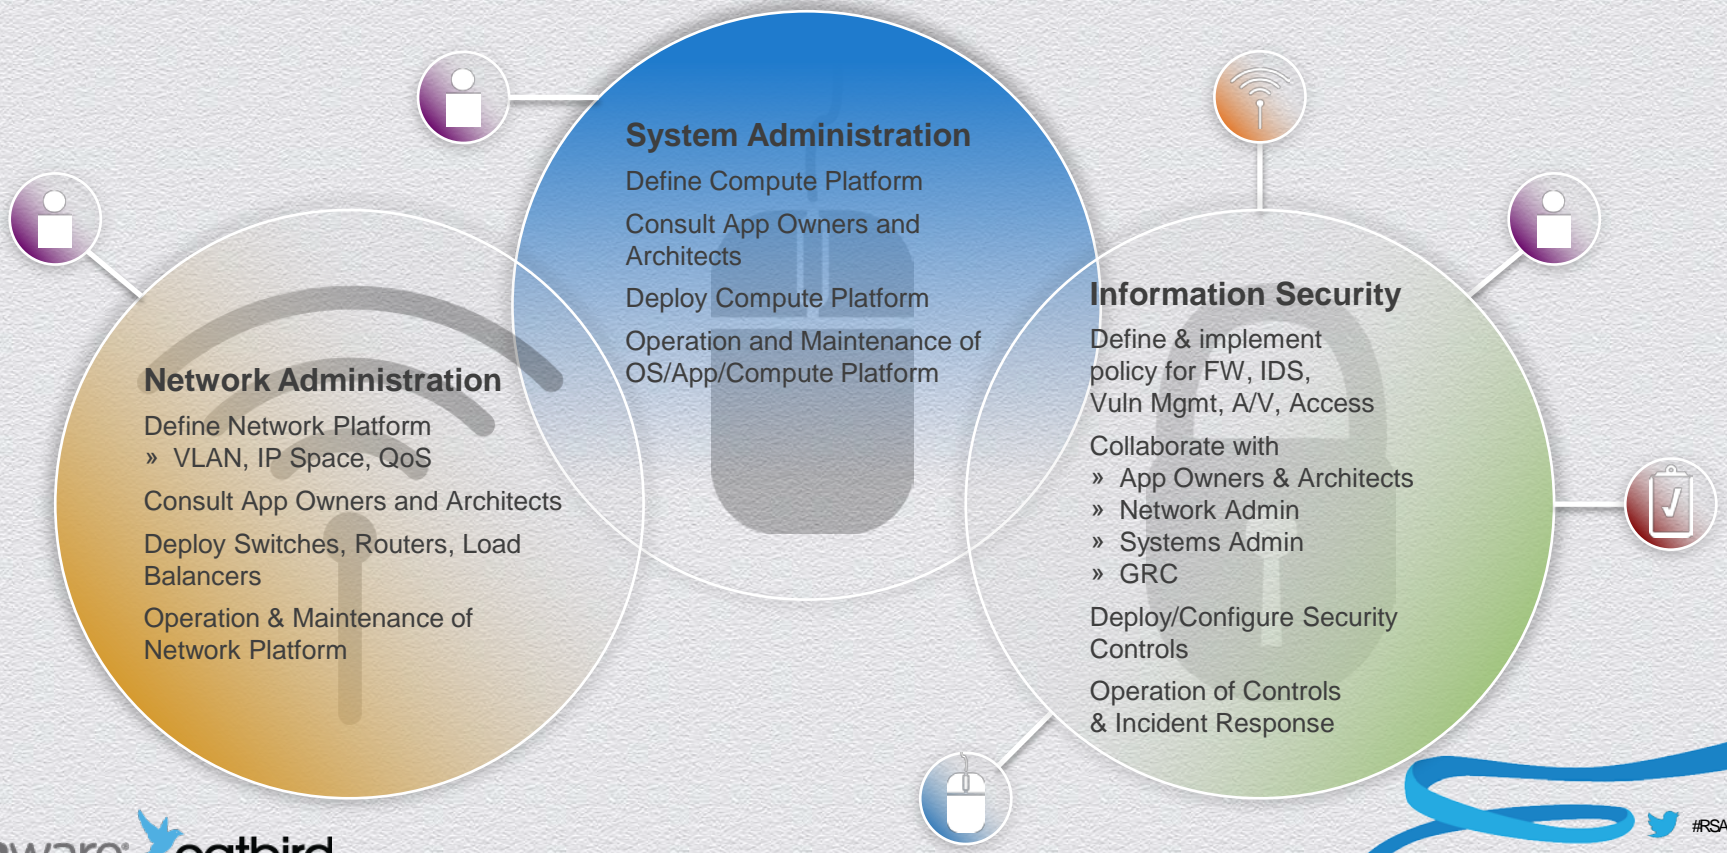 System Administration
Define Compute Platform
Consult App Owners and
Architects
Deploy Compute Platform
Operation and Maintenance of
OS/App/Compute Platform
Network Administration
Define Network Platform
» VLAN, IP Space, QoS
Consult App Owners and Architects
Deploy Switches, Routers, Load
Balancers
Operation & Maintenance of
Network Platform
Information Security
Define & implement
policy for FW, IDS,
Vuln Mgmt, A/V, Access
Collaborate with
» App Owners & Architects
» Network Admin
» Systems Admin
» GRC
Deploy/Configure Security
Controls
Operation of Controls
& Incident Response
#RSA